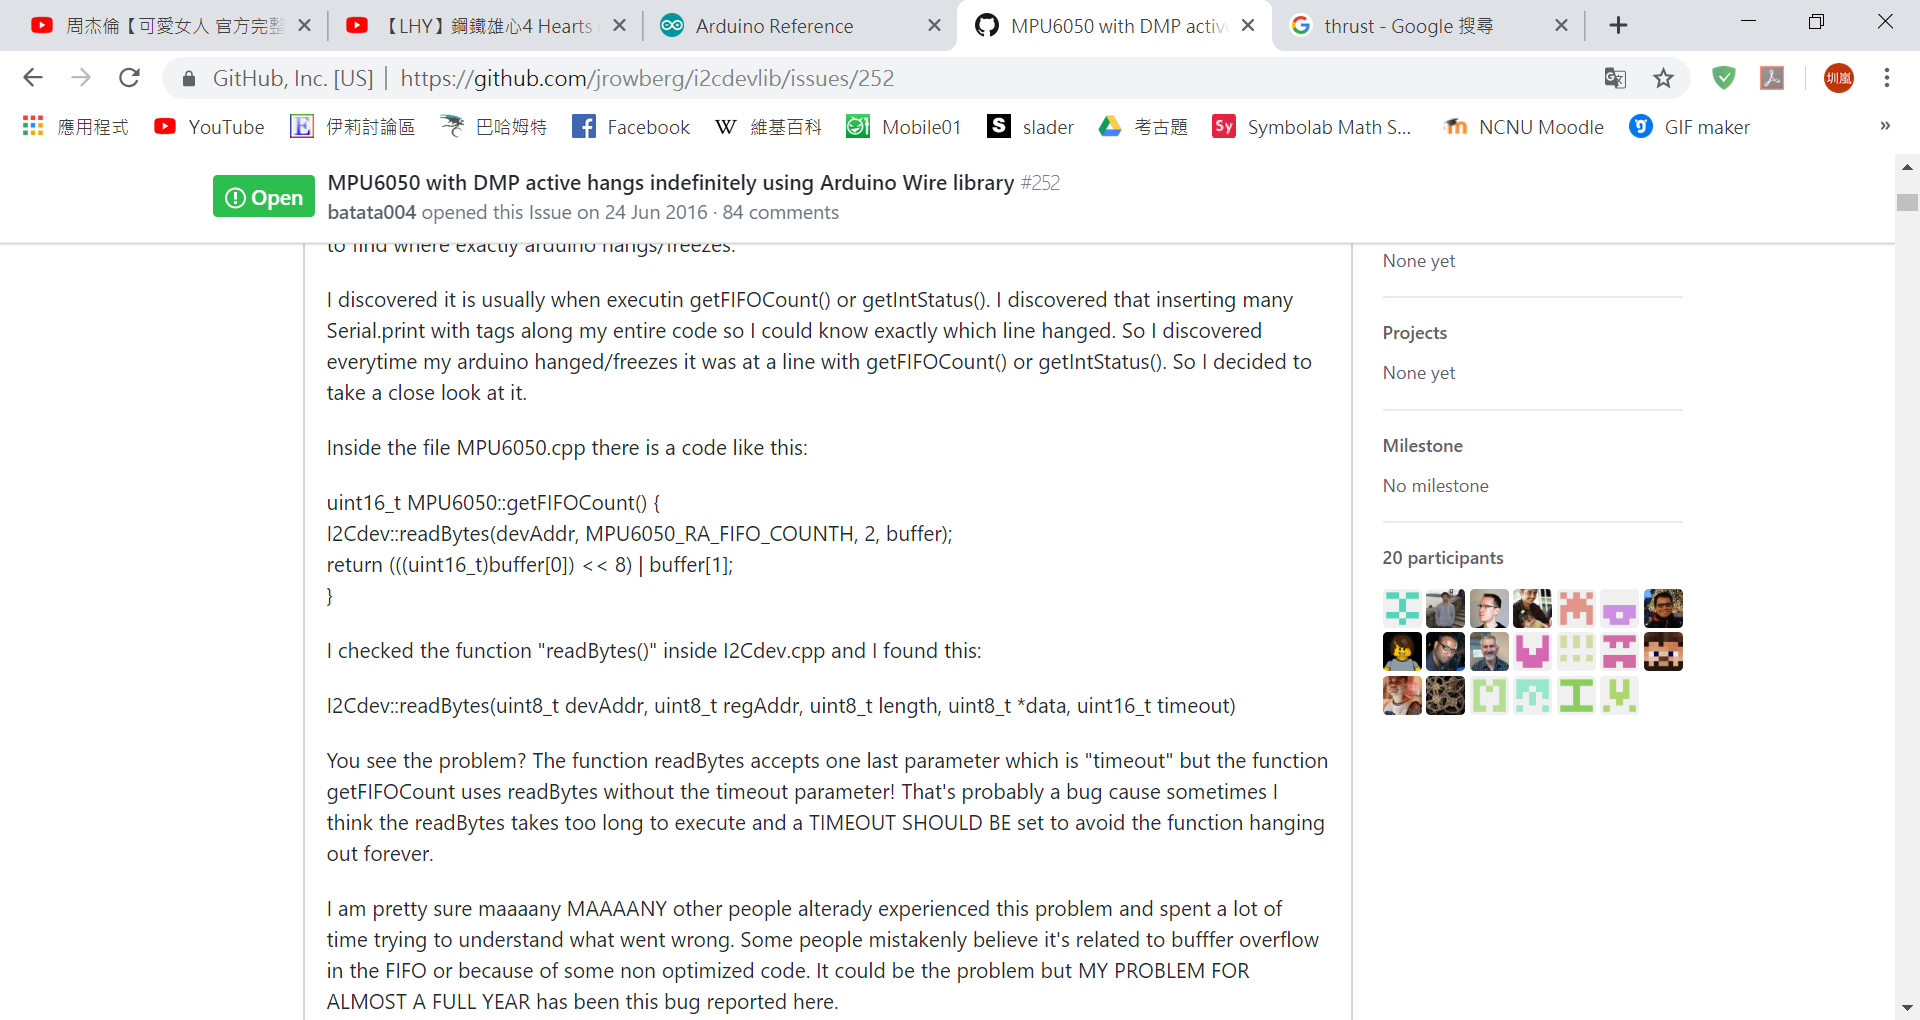 周杰倫【可愛女人 官方完整
【LHY】鋼鐵雄心4 Hearts
Arduino Reference
MPU6050 with DMP activ
thrust - Google 搜尋
GitHub, Inc. [US] | https://github.com/jrowberg/i2cdevlib/issues/252
圳嵐
應用程式
YouTube
伊莉討論區
巴哈姆特
Facebook
維基百科
Mobile01
slader
考古題
Symbolab Math S...
NCNU Moodle
GIF maker
»
Open
MPU6050 with DMP active hangs indefinitely using Arduino Wire library #252
batata004 opened this Issue on 24 Jun 2016 · 84 comments
to find where exactly arduino hangs/freezes.
I discovered it is usually when executin getFIFOCount() or getIntStatus(). I discovered that inserting many
Serial.print with tags along my entire code so I could know exactly which line hanged. So I discovered
everytime my arduino hanged/freezes it was at a line with getFIFOCount() or getIntStatus(). So I decided to
take a close look at it.
Inside the file MPU6050.cpp there is a code like this:
uint16_t MPU6050::getFIFOCount() {
I2Cdev::readBytes(devAddr, MPU6050_RA_FIFO_COUNTH, 2, buffer);
return (((uint16_t)buffer[0]) << 8) | buffer[1];
}
I checked the function "readBytes()" inside I2Cdev.cpp and I found this:
I2Cdev::readBytes(uint8_t devAddr, uint8_t regAddr, uint8_t length, uint8_t *data, uint16_t timeout)
You see the problem? The function readBytes accepts one last parameter which is "timeout" but the function
getFIFOCount uses readBytes without the timeout parameter! That's probably a bug cause sometimes I
think the readBytes takes too long to execute and a TIMEOUT SHOULD BE set to avoid the function hanging
out forever.
I am pretty sure maaaany MAAAANY other people alterady experienced this problem and spent a lot of
time trying to understand what went wrong. Some people mistakenly believe it's related to bufffer overflow
in the FIFO or because of some non optimized code. It could be the problem but MY PROBLEM FOR
ALMOST A FULL YEAR has been this bug reported here.
None yet
Projects
None yet
Milestone
No milestone
20 participants